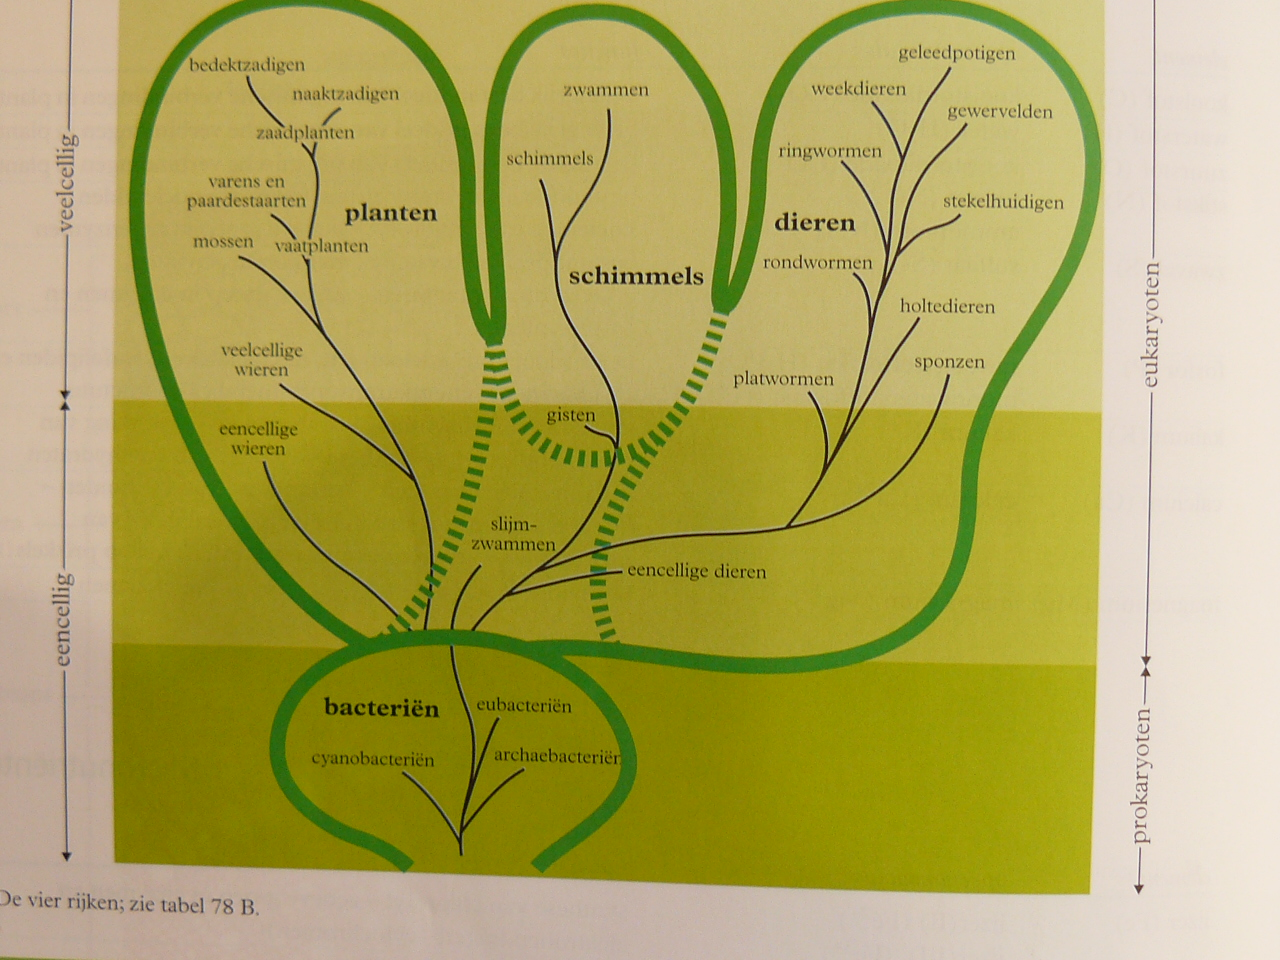 bedektzadigen
naaktzadigen
zaadplanten
varens en
paardestaarten
planten
mossen
vaatplanten
veelcellige
wieren
eencellige
wieren
zwammen
schimmels
schimmels
gisten
slijm-
zwammen
geleedpotigen
weekdieren
gewervelden
ringwormen
stekelhuidigen
dieren
rondwormen
holtedieren
sponzen
platwormen
eencellige dieren
bacteriën
eubacteriën
cyanobacteriën
archaebacteriën
veelcellig
eencellig
eukaryoten
prokaryoten
De vier rijken; zie tabel 78 B.